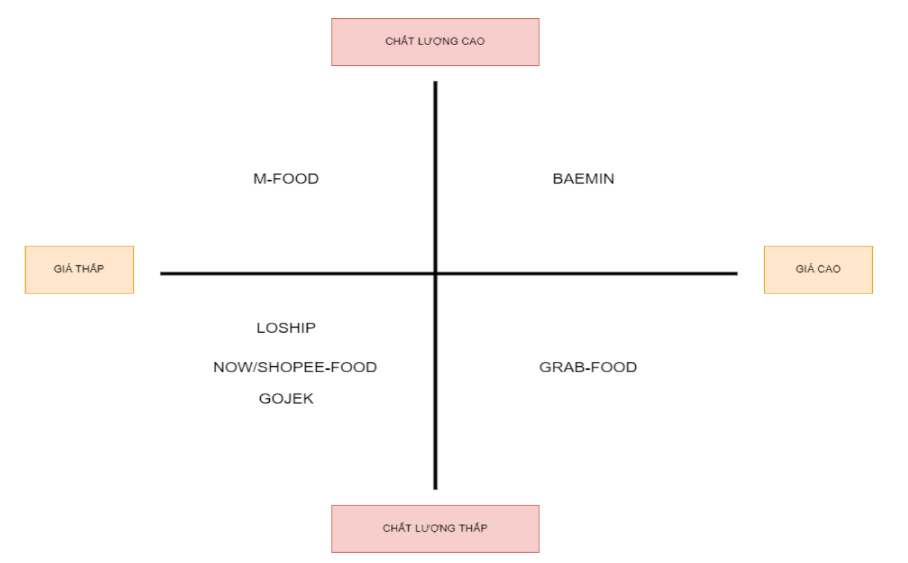 CHẤT LƯỢNG CAO
M-FOOD
BAEMIN
GIÁ THẤP
GIÁ CAO
LOSHIP
NOW/SHOPEE-FOOD
GRAB-FOOD
GOJEK
CHẤT LƯỢNG THẤP